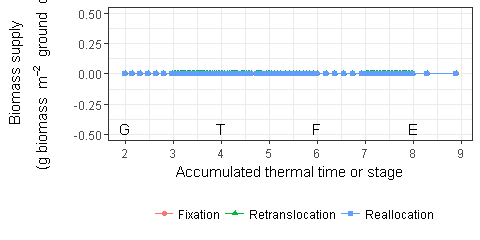 Biomass supply
(g biomass m⁻² ground
0.50
0.25
0.00
-0.25
-0.50
G T F E
2 3 4 5 6 7 8 9
Accumulated thermal time or stage
Fixation Retranslocation Reallocation